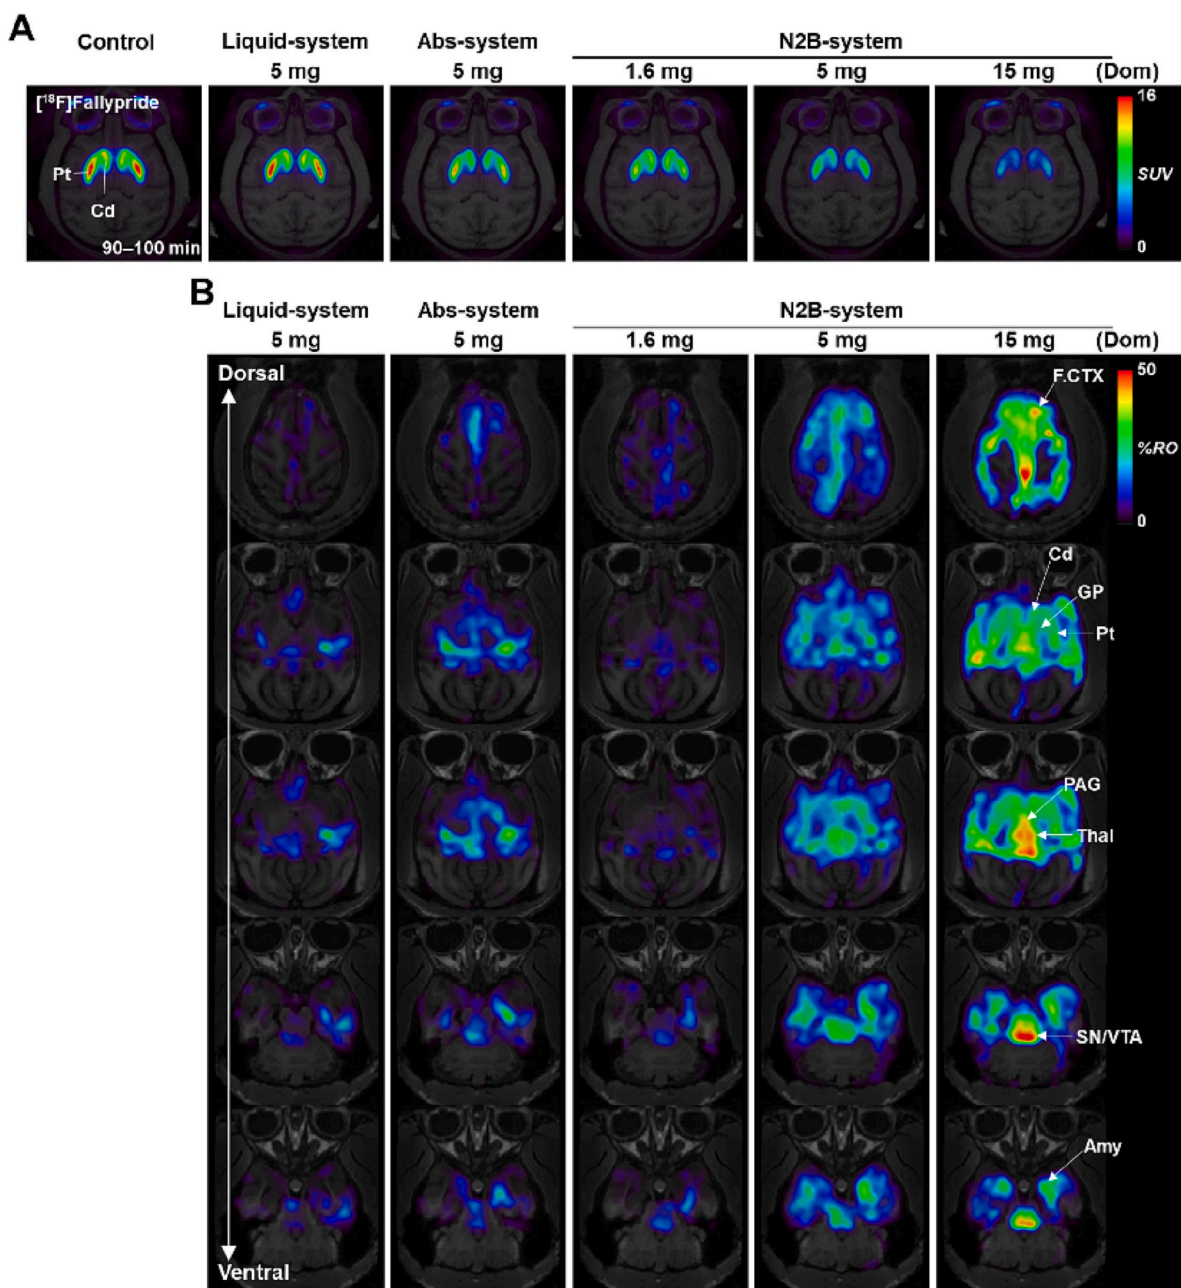 A
Control
Liquid-system
Abs-system
N2B-system
5 mg
5 mg
1.6 mg
5 mg
15 mg
(Dom)
[¹⁸F]Fallypride
Pt
Cd
90–100 min
16
SUV
0
B
Liquid-system
Abs-system
N2B-system
5 mg
5 mg
1.6 mg
5 mg
15 mg
(Dom)
Dorsal
F.CTX
50
%RO
0
Cd
GP
Pt
PAG
Thal
SN/VTA
Amy
Ventral